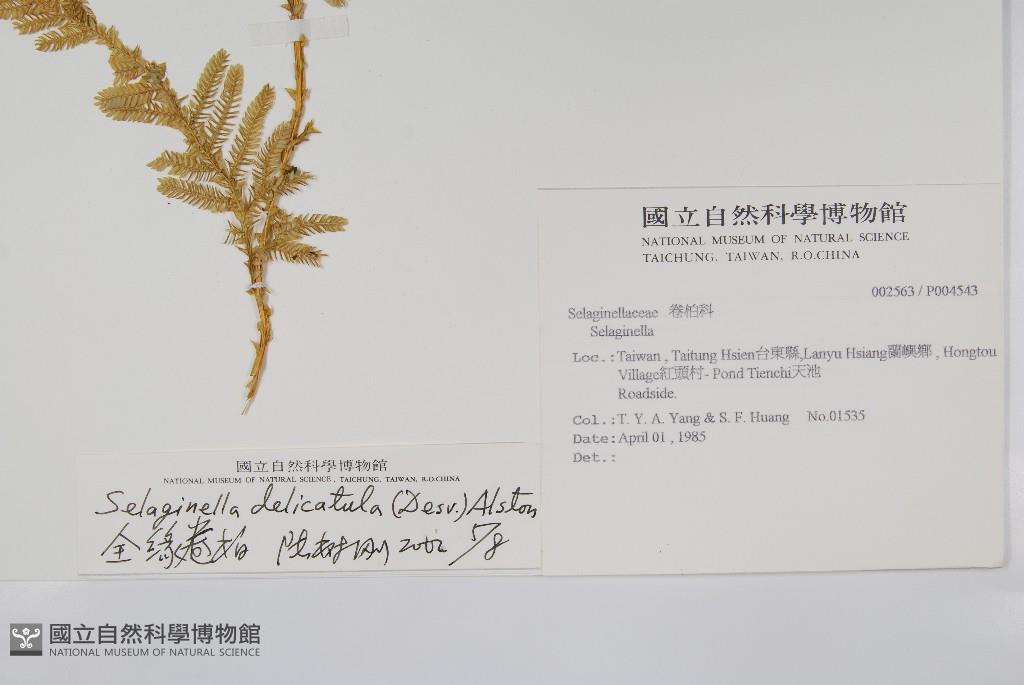 國立自然科學博物館
NATIONAL MUSEUM OF NATURAL SCIENCE
TAICHUNG, TAIWAN, R.O.CHINA
002563 / P004543
Selaginellaceae 卷柏科
Selaginella
Loc.: Taiwan , Taitung Hsien台東縣,Lanyu Hsiang蘭嶼鄉 , Hongtou
Village紅頭村- Pond Tienchi天池
Roadside.
Col.: T. Y. A. Yang & S. F. Huang No.01535
Date: April 01 , 1985
Det.:
國立自然科學博物館
NATIONAL MUSEUM OF NATURAL SCIENCE , TAICHUNG, TAIWAN, R.O.CHINA
Selaginella delicatula (Desv.) Alston
全緣卷柏 2002 5/8
國立自然科學博物館
NATIONAL MUSEUM OF NATURAL SCIENCE